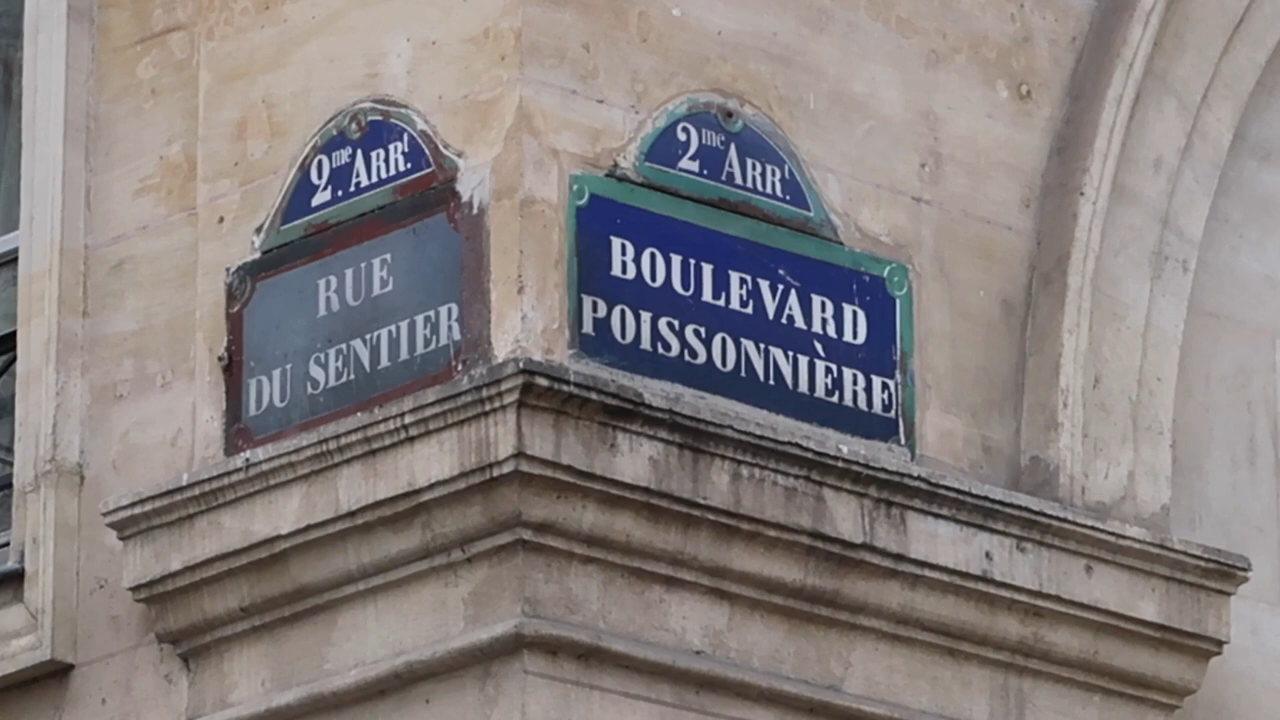 2me. ARRt.
RUE
DU SENTIER
2me. ARRt.
BOULEVARD
POISSONNIÈRE